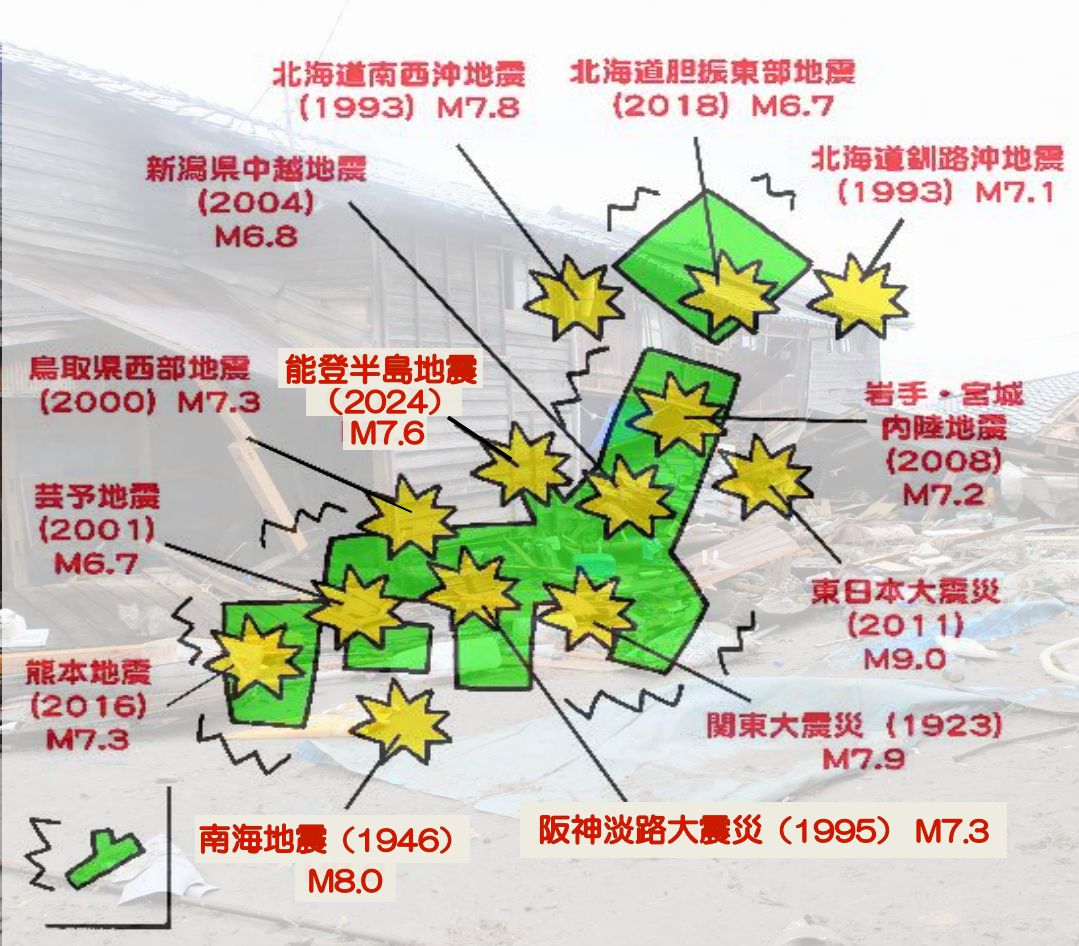 北海道南西沖地震
(1993) M7.8
北海道胆振東部地震
(2018) M6.7
北海道釧路沖地震
(1993) M7.1
新潟県中越地震
(2004)
M6.8
鳥取県西部地震
(2000) M7.3
能登半島地震
（2024）
M7.6
岩手・宮城
内陸地震
(2008)
M7.2
芸予地震
(2001)
M6.7
東日本大震災
(2011)
M9.0
熊本地震
(2016)
M7.3
関東大震災 (1923)
M7.9
南海地震（1946）
M8.0
阪神淡路大震災（1995） M7.3